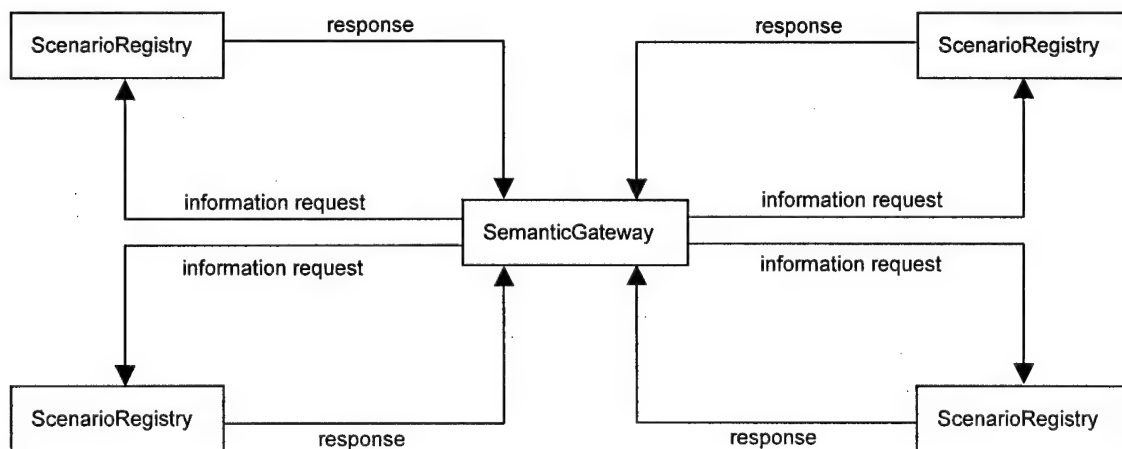 response
response
ScenarioRegistry
ScenarioRegistry
information request
information request
SemanticGateway
information request
information request
ScenarioRegistry
ScenarioRegistry
response
response